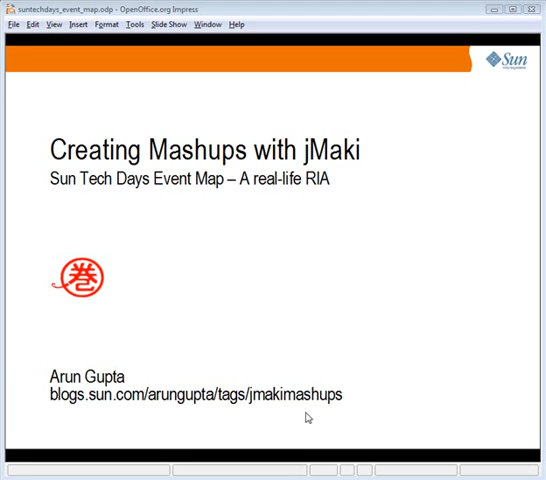 suntechdays_event_map.odp - OpenOffice.org Impress
File Edit View Insert Format Tools Slide Show Window Help
Sun
Creating Mashups with jMaki
Sun Tech Days Event Map – A real-life RIA
巻
Arun Gupta
blogs.sun.com/arungupta/tags/jmakimashups